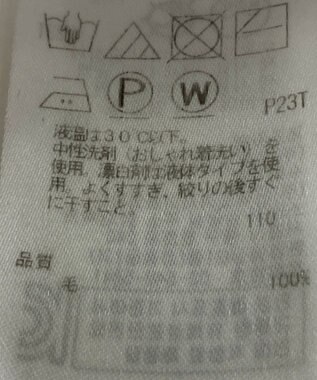 P W
P23T
液温は30℃以下。
中性洗剤（おしゃれ着洗い）を
使用。漂白剤は液体タイプを使
用。よくすすぎ、絞りの後すぐ
に干すこと。
110
品質
毛 100%